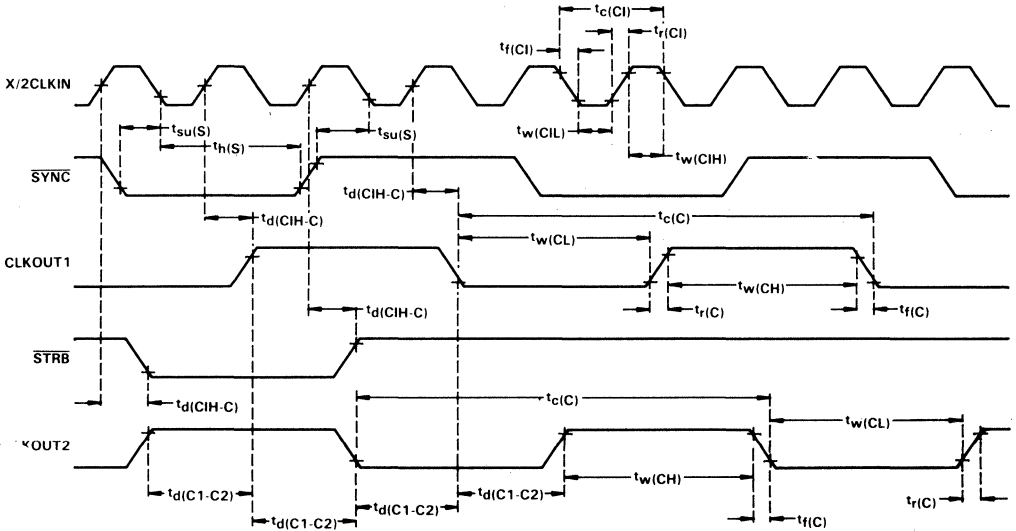 tc(CI)
tf(CI)
tr(CI)
X/2CLKIN
tsu(S)
tsu(S)
tw(CIL)
th(S)
tw(CIH)
SYNC
td(CIH-C)
td(CIH-C)
tc(C)
tw(CL)
CLKOUT1
tw(CH)
td(CIH-C)
tr(C)
tf(C)
STRB
td(CIH-C)
tc(C)
tw(CL)
KOUT2
tw(CH)
td(C1-C2)
td(C1-C2)
td(C1-C2)
td(C1-C2)
tr(C)
tf(C)